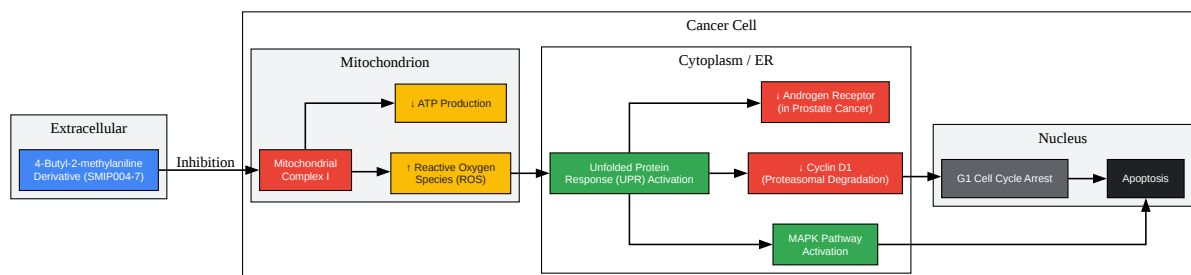 Cancer Cell
Extracellular
4-Butyl-2-methylaniline
Derivative (SMIP004-7)
Inhibition
Mitochondrion
↓ ATP Production
Mitochondrial
Complex I
↑ Reactive Oxygen
Species (ROS)
Cytoplasm / ER
↓ Androgen Receptor
(in Prostate Cancer)
Unfolded Protein
Response (UPR) Activation
↓ Cyclin D1
(Proteasomal Degradation)
MAPK Pathway
Activation
Nucleus
G1 Cell Cycle Arrest
Apoptosis